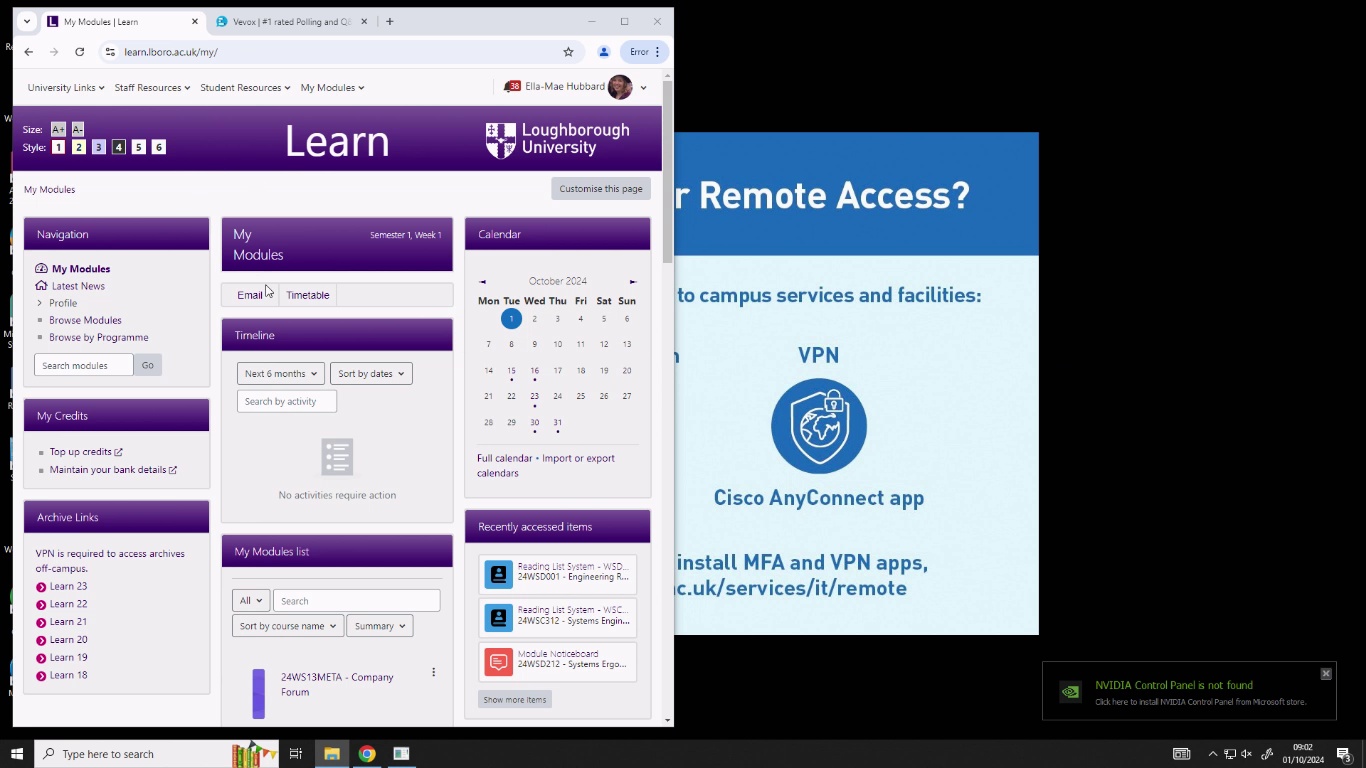 My Modules | Learn
Vevox | #1 rated Polling and Q&
learn.lboro.ac.uk/my/
Error
University Links
Staff Resources
Student Resources
My Modules
38
Ella-Mae Hubbard
Size: A+ A-
Style: 1 2 3 4 5 6
Learn
Loughborough
University
My Modules
Customise this page
Navigation
My Modules
Latest News
Profile
Browse Modules
Browse by Programme
Search modules
Go
My Credits
Top up credits
Maintain your bank details
Archive Links
VPN is required to access archives
off-campus.
Learn 23
Learn 22
Learn 21
Learn 20
Learn 19
Learn 18
My
Modules
Semester 1, Week 1
Email
Timetable
Timeline
Next 6 months
Sort by dates
Search by activity
No activities require action
My Modules list
All
Search
Sort by course name
Summary
24WS13META - Company
Forum
Calendar
◄ October 2024 ►
Mon Tue Wed Thu Fri Sat Sun
1 2 3 4 5 6
7 8 9 10 11 12 13
14 15 16 17 18 19 20
21 22 23 24 25 26 27
28 29 30 31
Full calendar • Import or export
calendars
Recently accessed items
Reading List System - WSD...
24WSD001 - Engineering R...
Reading List System - WSC...
24WSC312 - Systems Engin...
Module Noticeboard
24WSD212 - Systems Ergo...
Show more items
r Remote Access?
to campus services and facilities:
VPN
Cisco AnyConnect app
install MFA and VPN apps,
c.uk/services/it/remote
NVIDIA Control Panel is not found
Click here to install NVIDIA Control Panel from Microsoft store.
Type here to search
09:02
01/10/2024
3